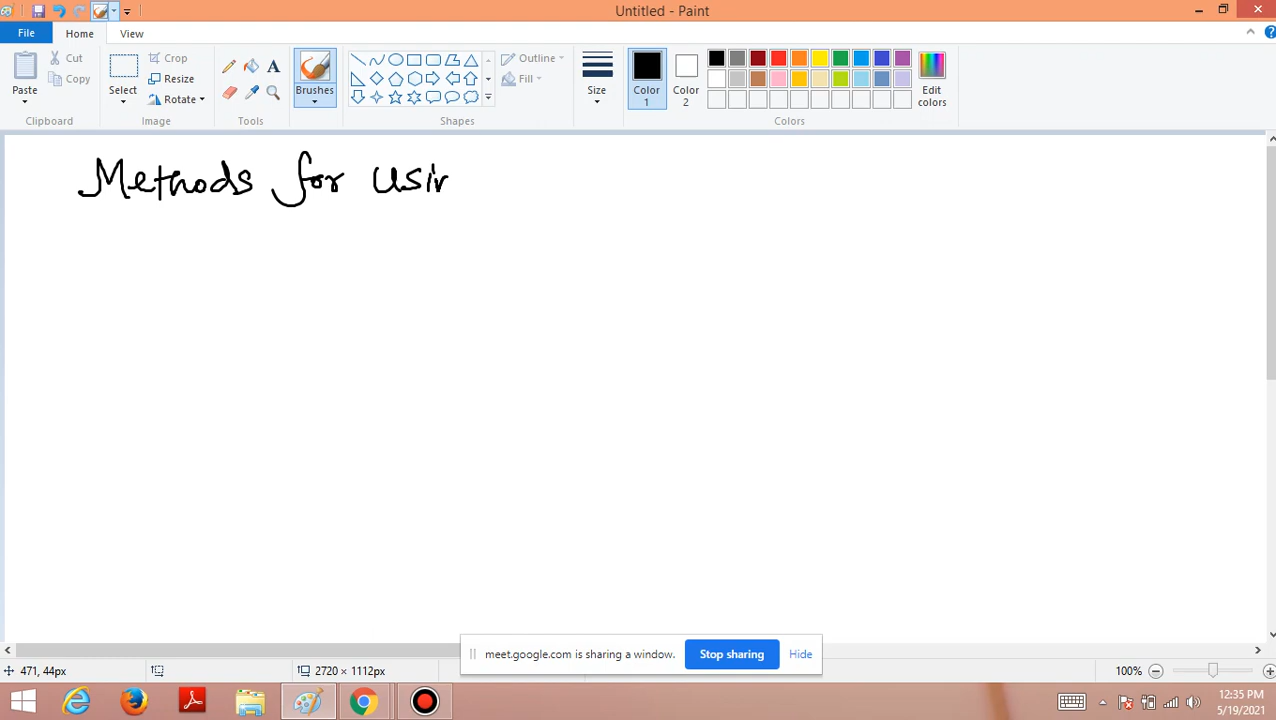 Untitled - Paint
File Home View
Paste
Cut
Copy
Clipboard
Select
Crop
Resize
Rotate
Image
Tools
Brushes
Shapes
Outline
Fill
Size
Color 1
Color 2
Edit colors
Colors
Methods for Usin
meet.google.com is sharing a window. Stop sharing Hide
471, 44px 2720 × 1112px 100%
12:35 PM
5/19/2021